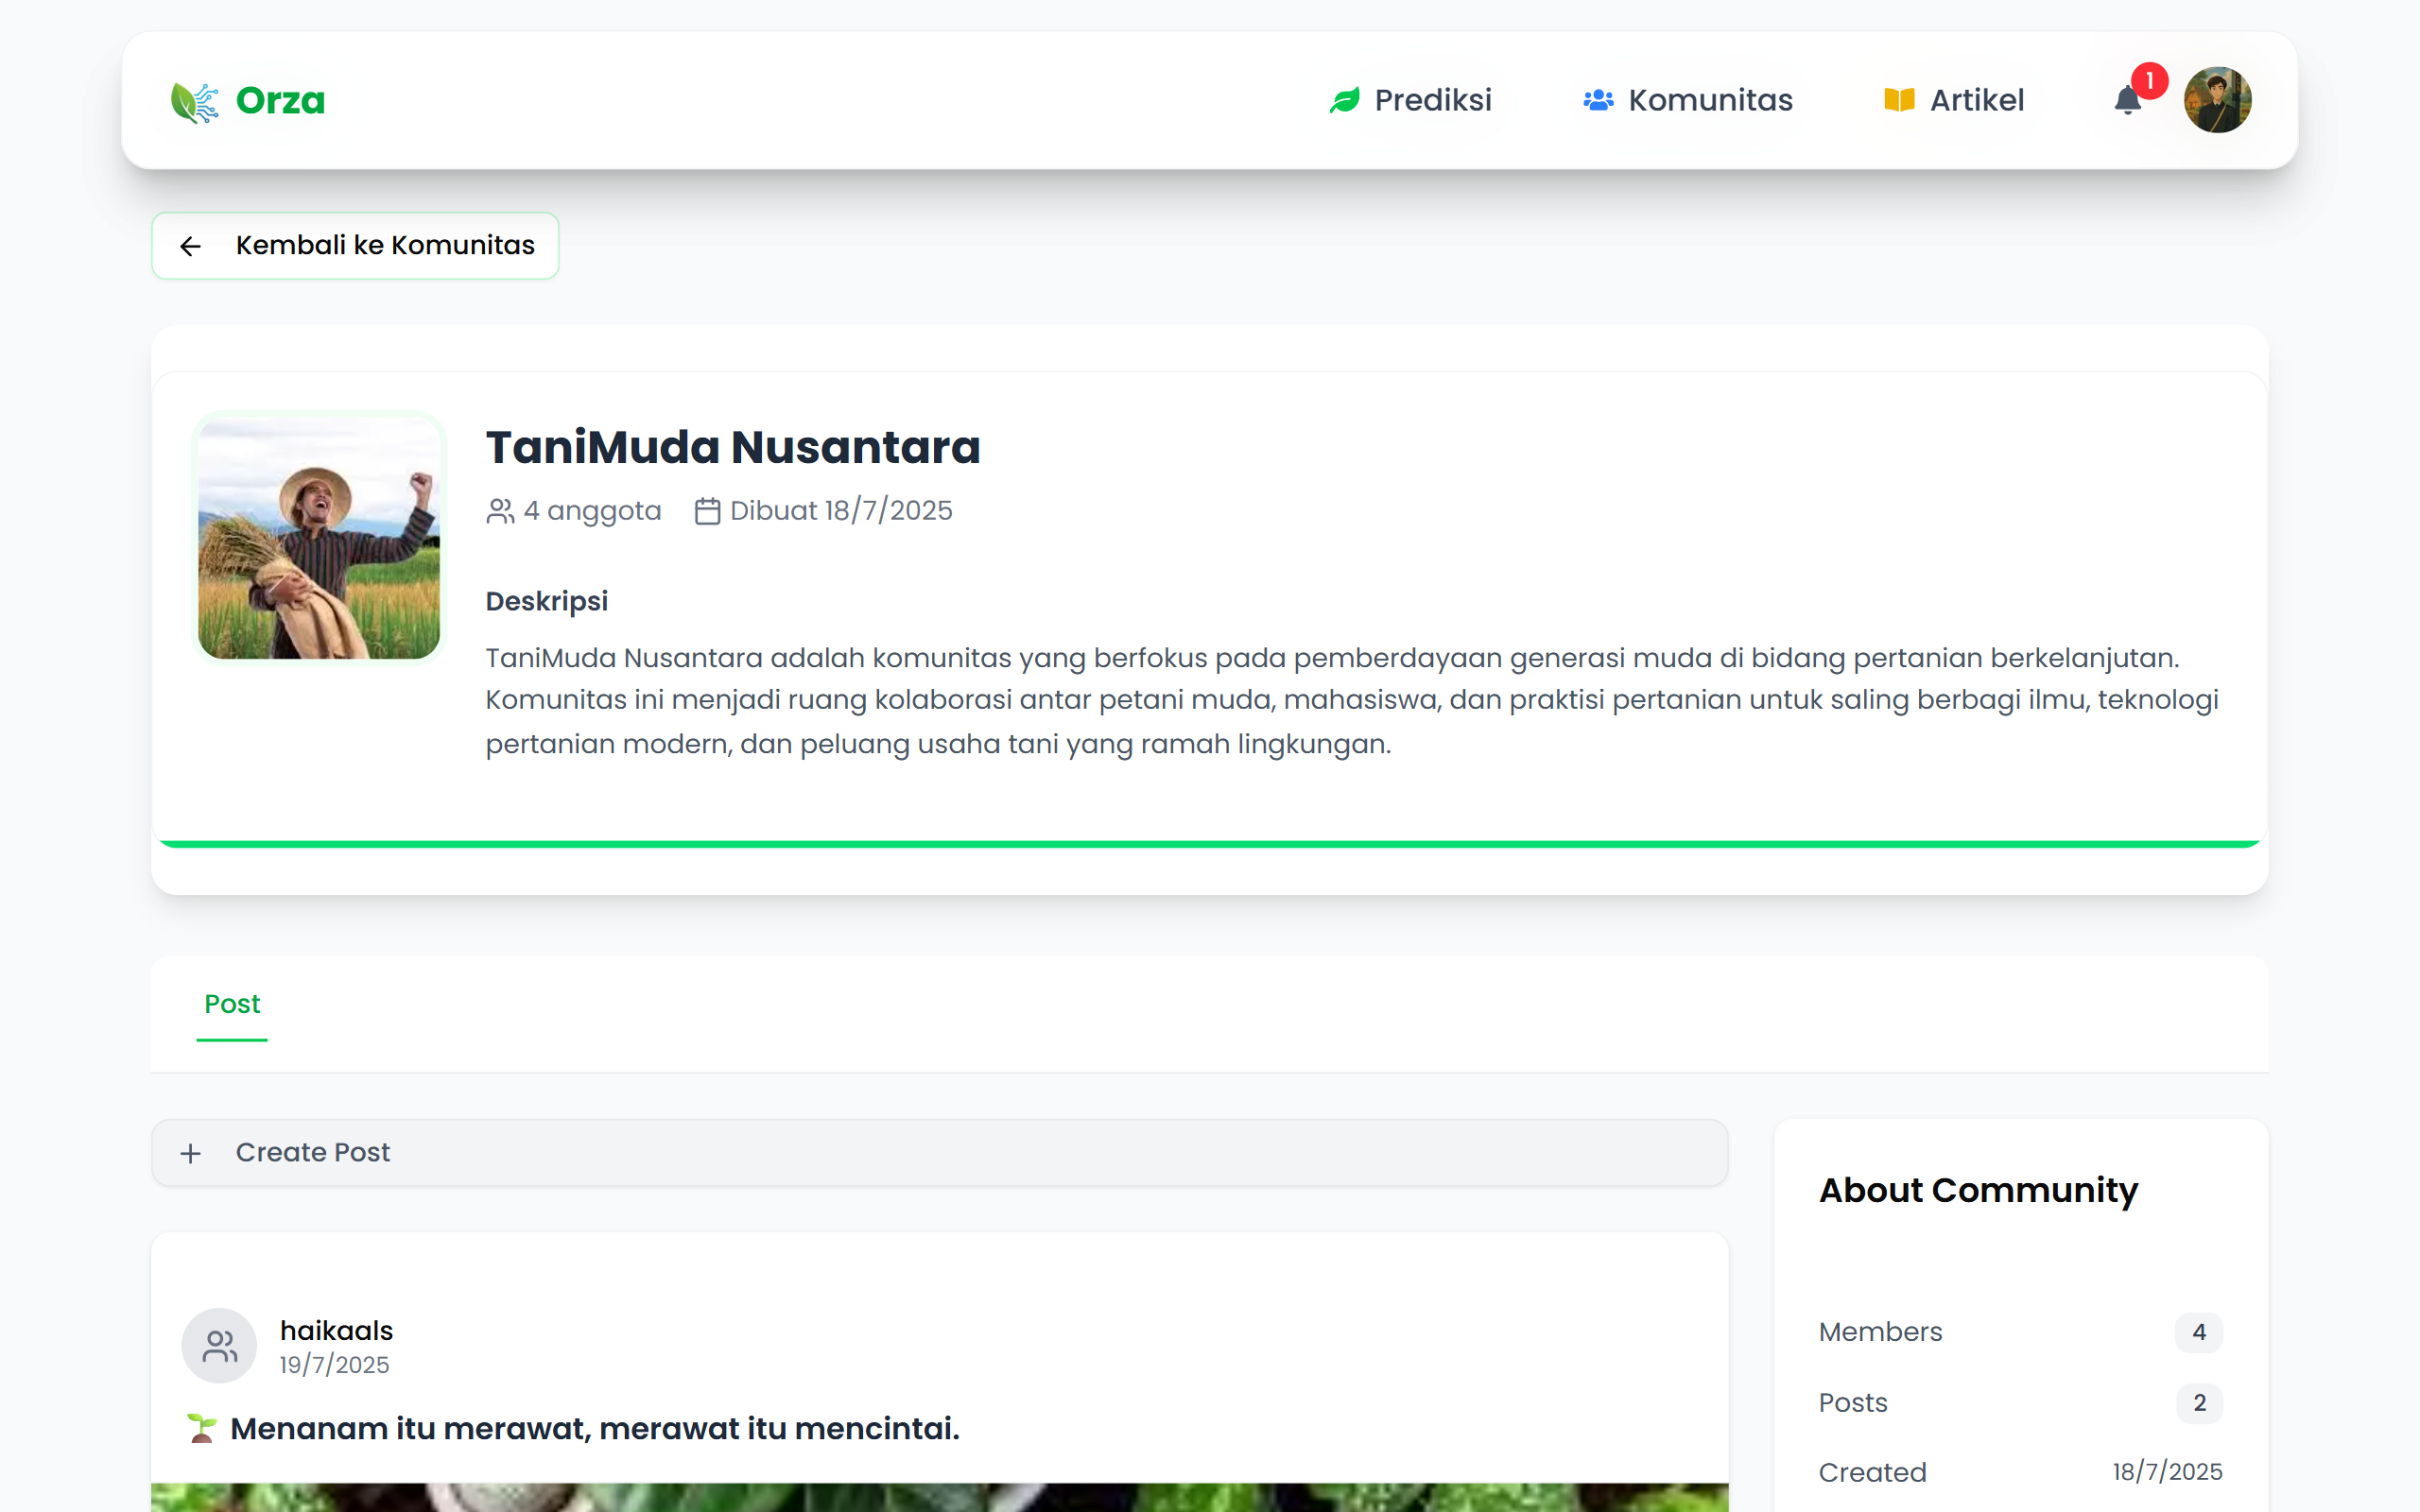 Orza
Prediksi
Komunitas
Artikel
1
Kembali ke Komunitas
TaniMuda Nusantara
4 anggota
Dibuat 18/7/2025
Deskripsi
TaniMuda Nusantara adalah komunitas yang berfokus pada pemberdayaan generasi muda di bidang pertanian berkelanjutan.
Komunitas ini menjadi ruang kolaborasi antar petani muda, mahasiswa, dan praktisi pertanian untuk saling berbagi ilmu, teknologi
pertanian modern, dan peluang usaha tani yang ramah lingkungan.
Post
Create Post
haikaals
19/7/2025
🌱 Menanam itu merawat, merawat itu mencintai.
About Community
Members 4
Posts 2
Created 18/7/2025